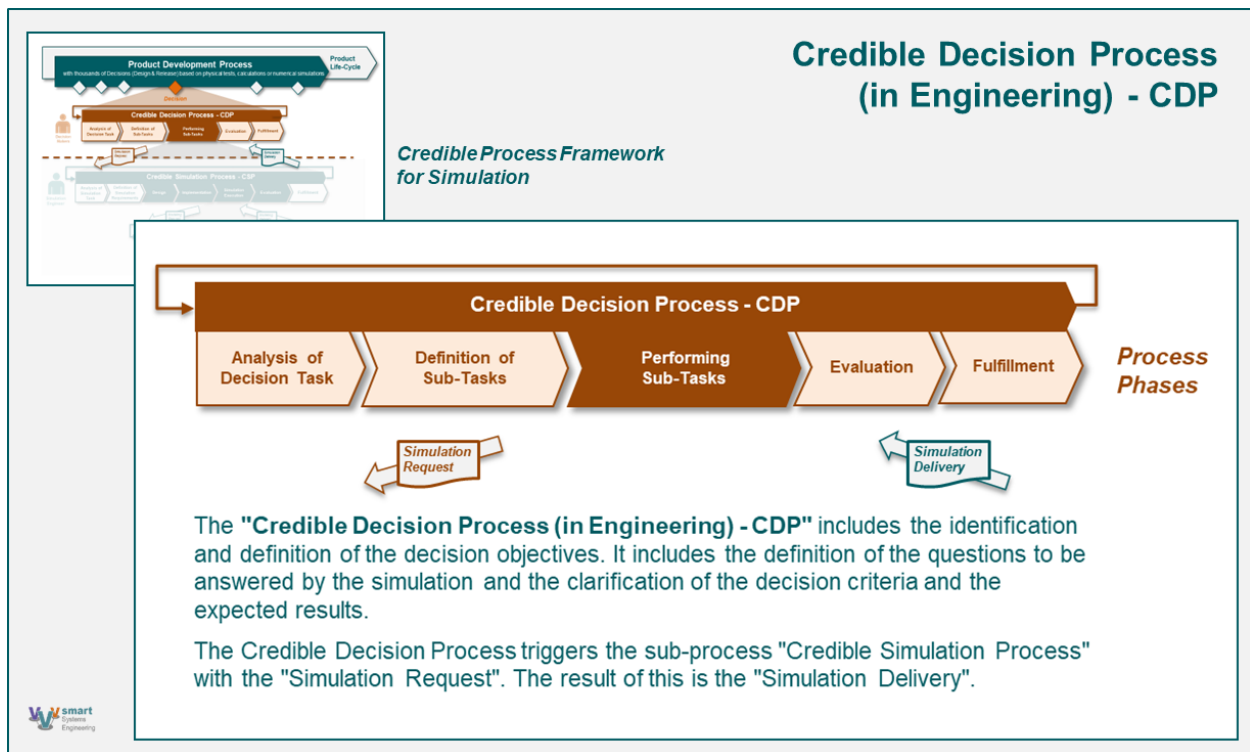 Credible Decision Process
(in Engineering) - CDP
Product Development Process
with thousands of Decisions (Design & Release) based on physical tests, calculations or numerical simulations
Product
Life-Cycle
Decision
Credible Decision Process - CDP
Analysis of
Decision Task
Definition of
Sub-Tasks
Performing
Sub-Tasks
Evaluation
Fulfillment
Credible Simulation Process - CSP
Credible Process Framework
for Simulation
Credible Decision Process - CDP
Analysis of
Decision Task
Definition of
Sub-Tasks
Performing
Sub-Tasks
Evaluation
Fulfillment
Process
Phases
Simulation
Request
Simulation
Delivery
The "Credible Decision Process (in Engineering) - CDP" includes the identification
and definition of the decision objectives. It includes the definition of the questions to be
answered by the simulation and the clarification of the decision criteria and the
expected results.
The Credible Decision Process triggers the sub-process "Credible Simulation Process"
with the "Simulation Request". The result of this is the "Simulation Delivery".
smart
Systems
Engineering